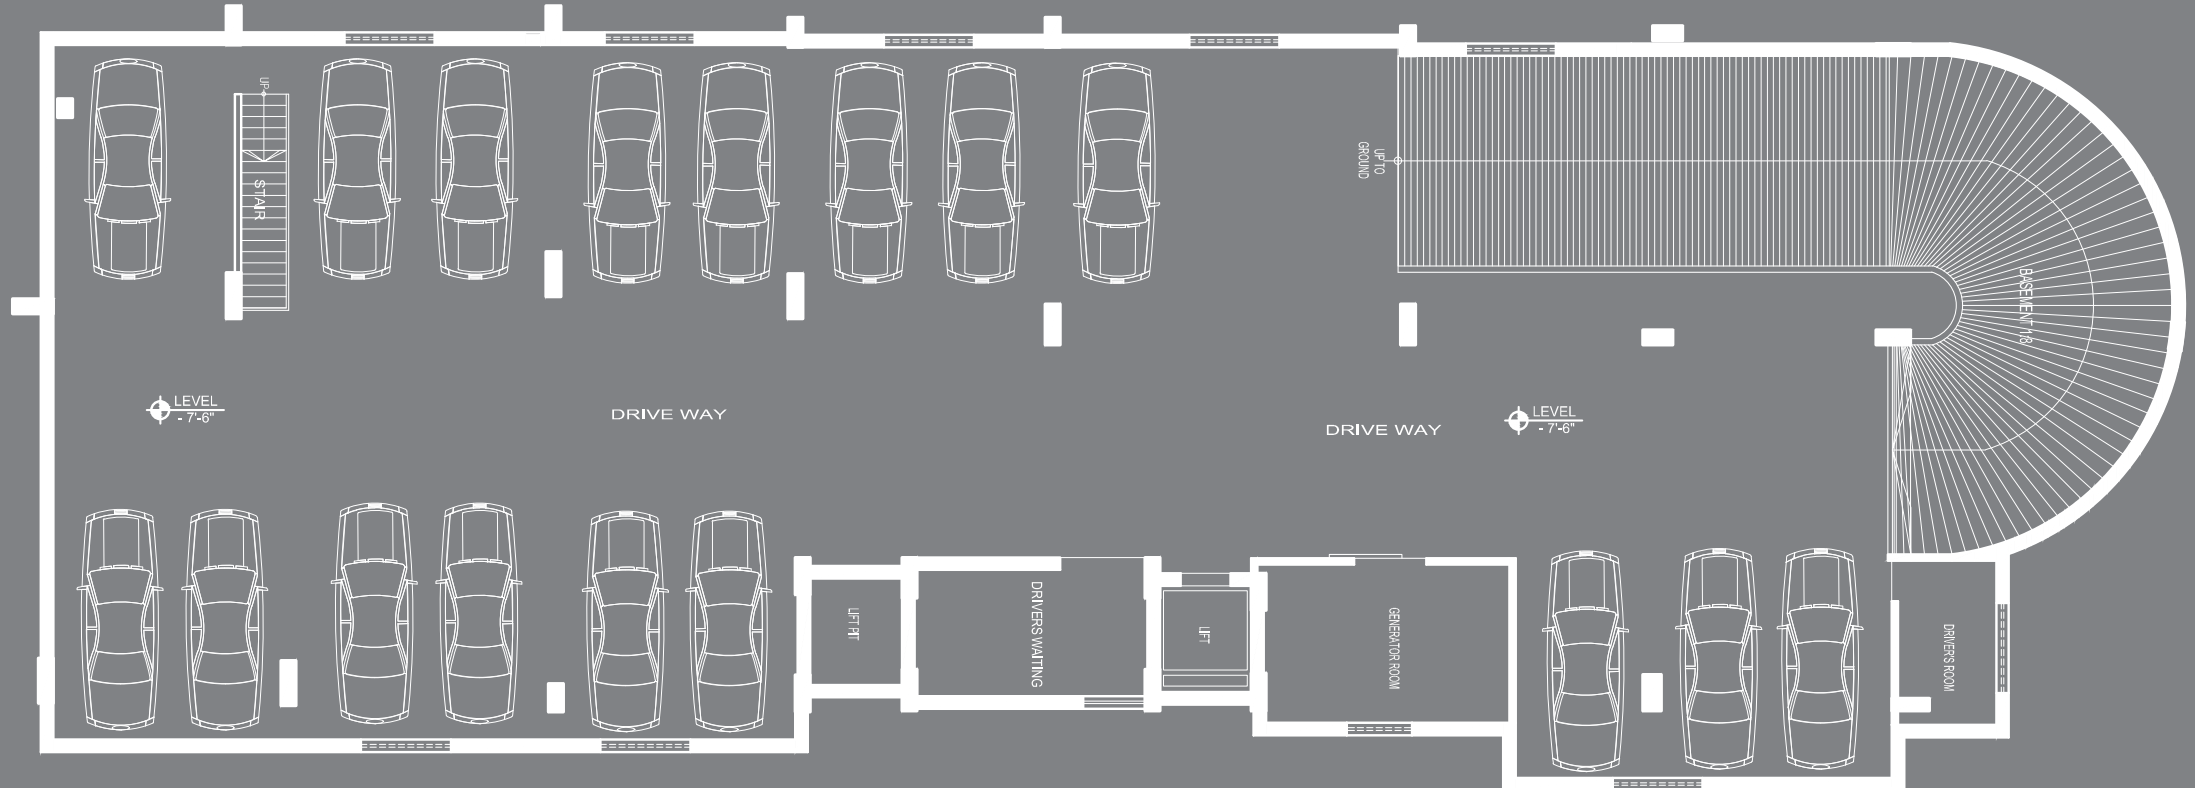 UP
STAIR
UP TO
GROUND
BASEMENT 1:8
LEVEL
- 7'-6"
DRIVE WAY
DRIVE WAY
LEVEL
- 7'-6"
LIFT PIT
DRIVERS WAITING
LIFT
GENERATOR ROOM
DRIVER'S ROOM